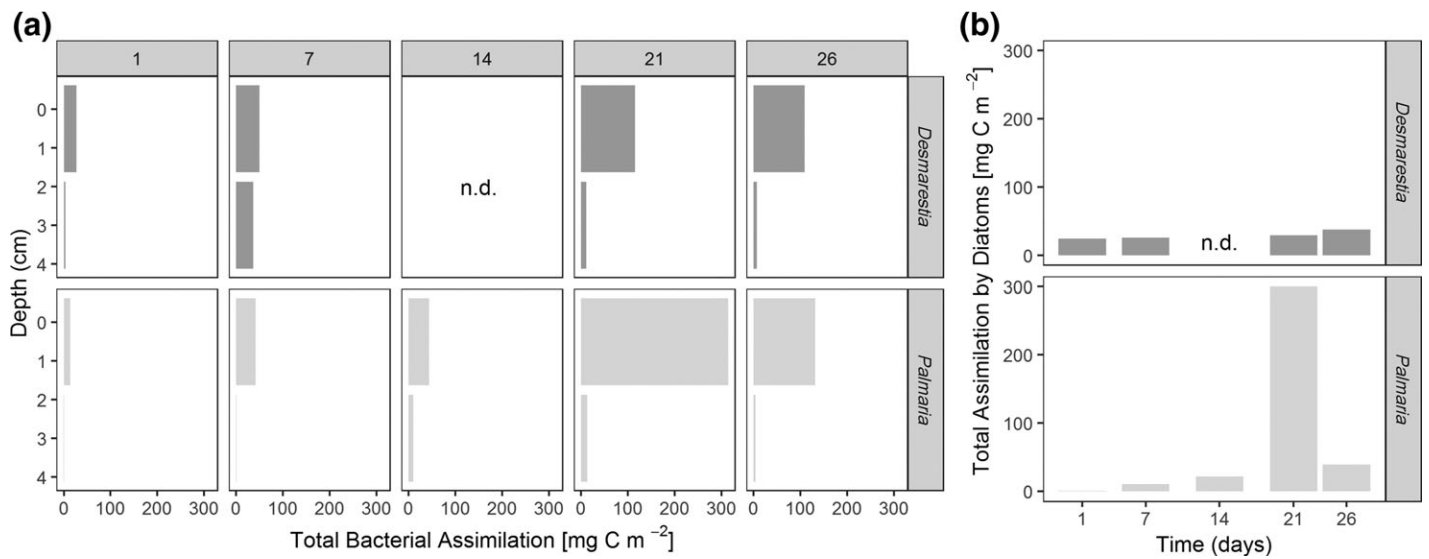 (a)
1 7 14 21 26
Depth (cm)
0
1
2
3
4
n.d.
Desmarestia
0
1
2
3
4
Palmaria
0 100 200 300 0 100 200 300 0 100 200 300 0 100 200 300 0 100 200 300
Total Bacterial Assimilation [mg C m ⁻²]
(b)
Total Assimilation by Diatoms [mg C m ⁻²]
300
200
100
0
n.d.
Desmarestia
300
200
100
0
Palmaria
1 7 14 21 26
Time (days)